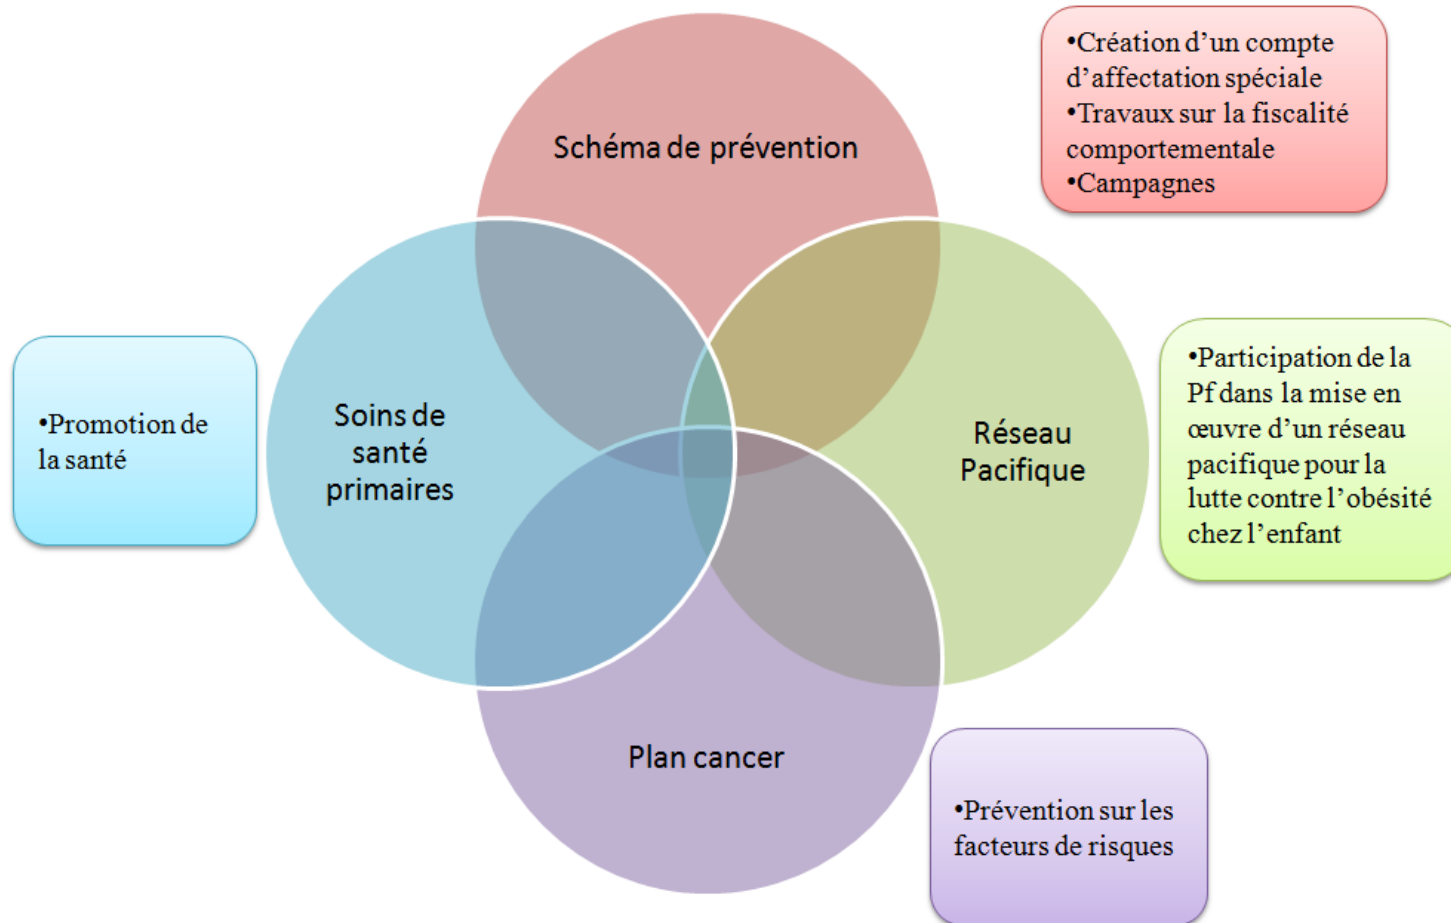 Schéma de prévention
•Création d’un compte
d’affectation spéciale
•Travaux sur la fiscalité
comportementale
•Campagnes
•Promotion de
la santé
Soins de
santé
primaires
Réseau
Pacifique
•Participation de la
Pf dans la mise en
œuvre d’un réseau
pacifique pour la
lutte contre l’obésité
chez l’enfant
Plan cancer
•Prévention sur les
facteurs de risques